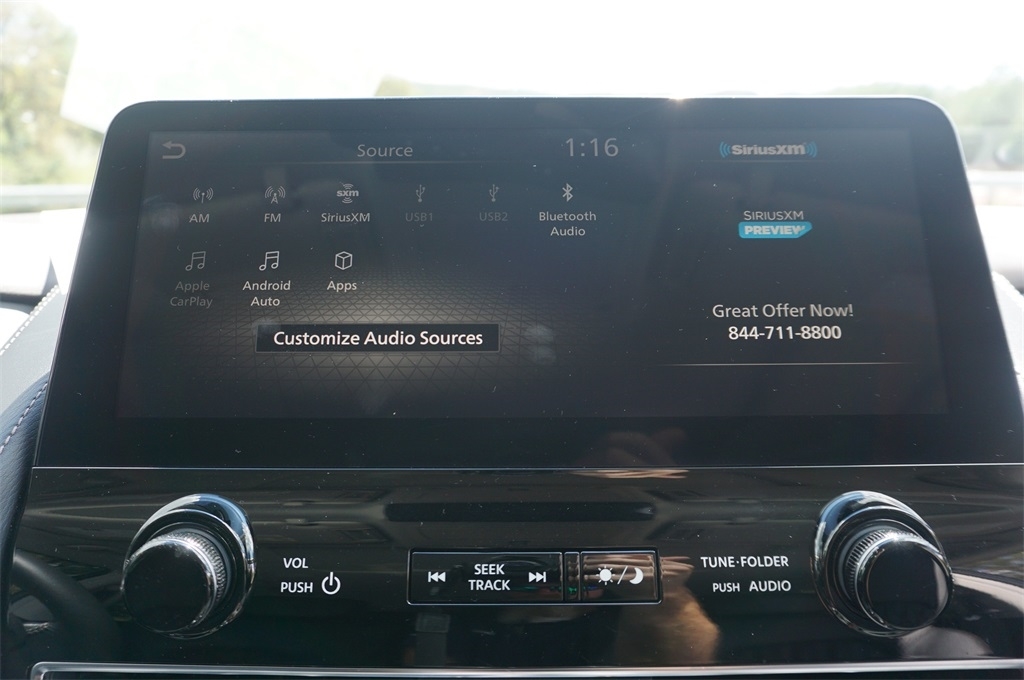 Source
1:16
SiriusXM
AM
FM
sxm
SiriusXM
USB1
USB2
Bluetooth
Audio
SIRIUSXM
PREVIEW
Apple
CarPlay
Android
Auto
Apps
Great Offer Now!
844-711-8800
Customize Audio Sources
VOL
PUSH
SEEK
TRACK
TUNE·FOLDER
PUSH AUDIO